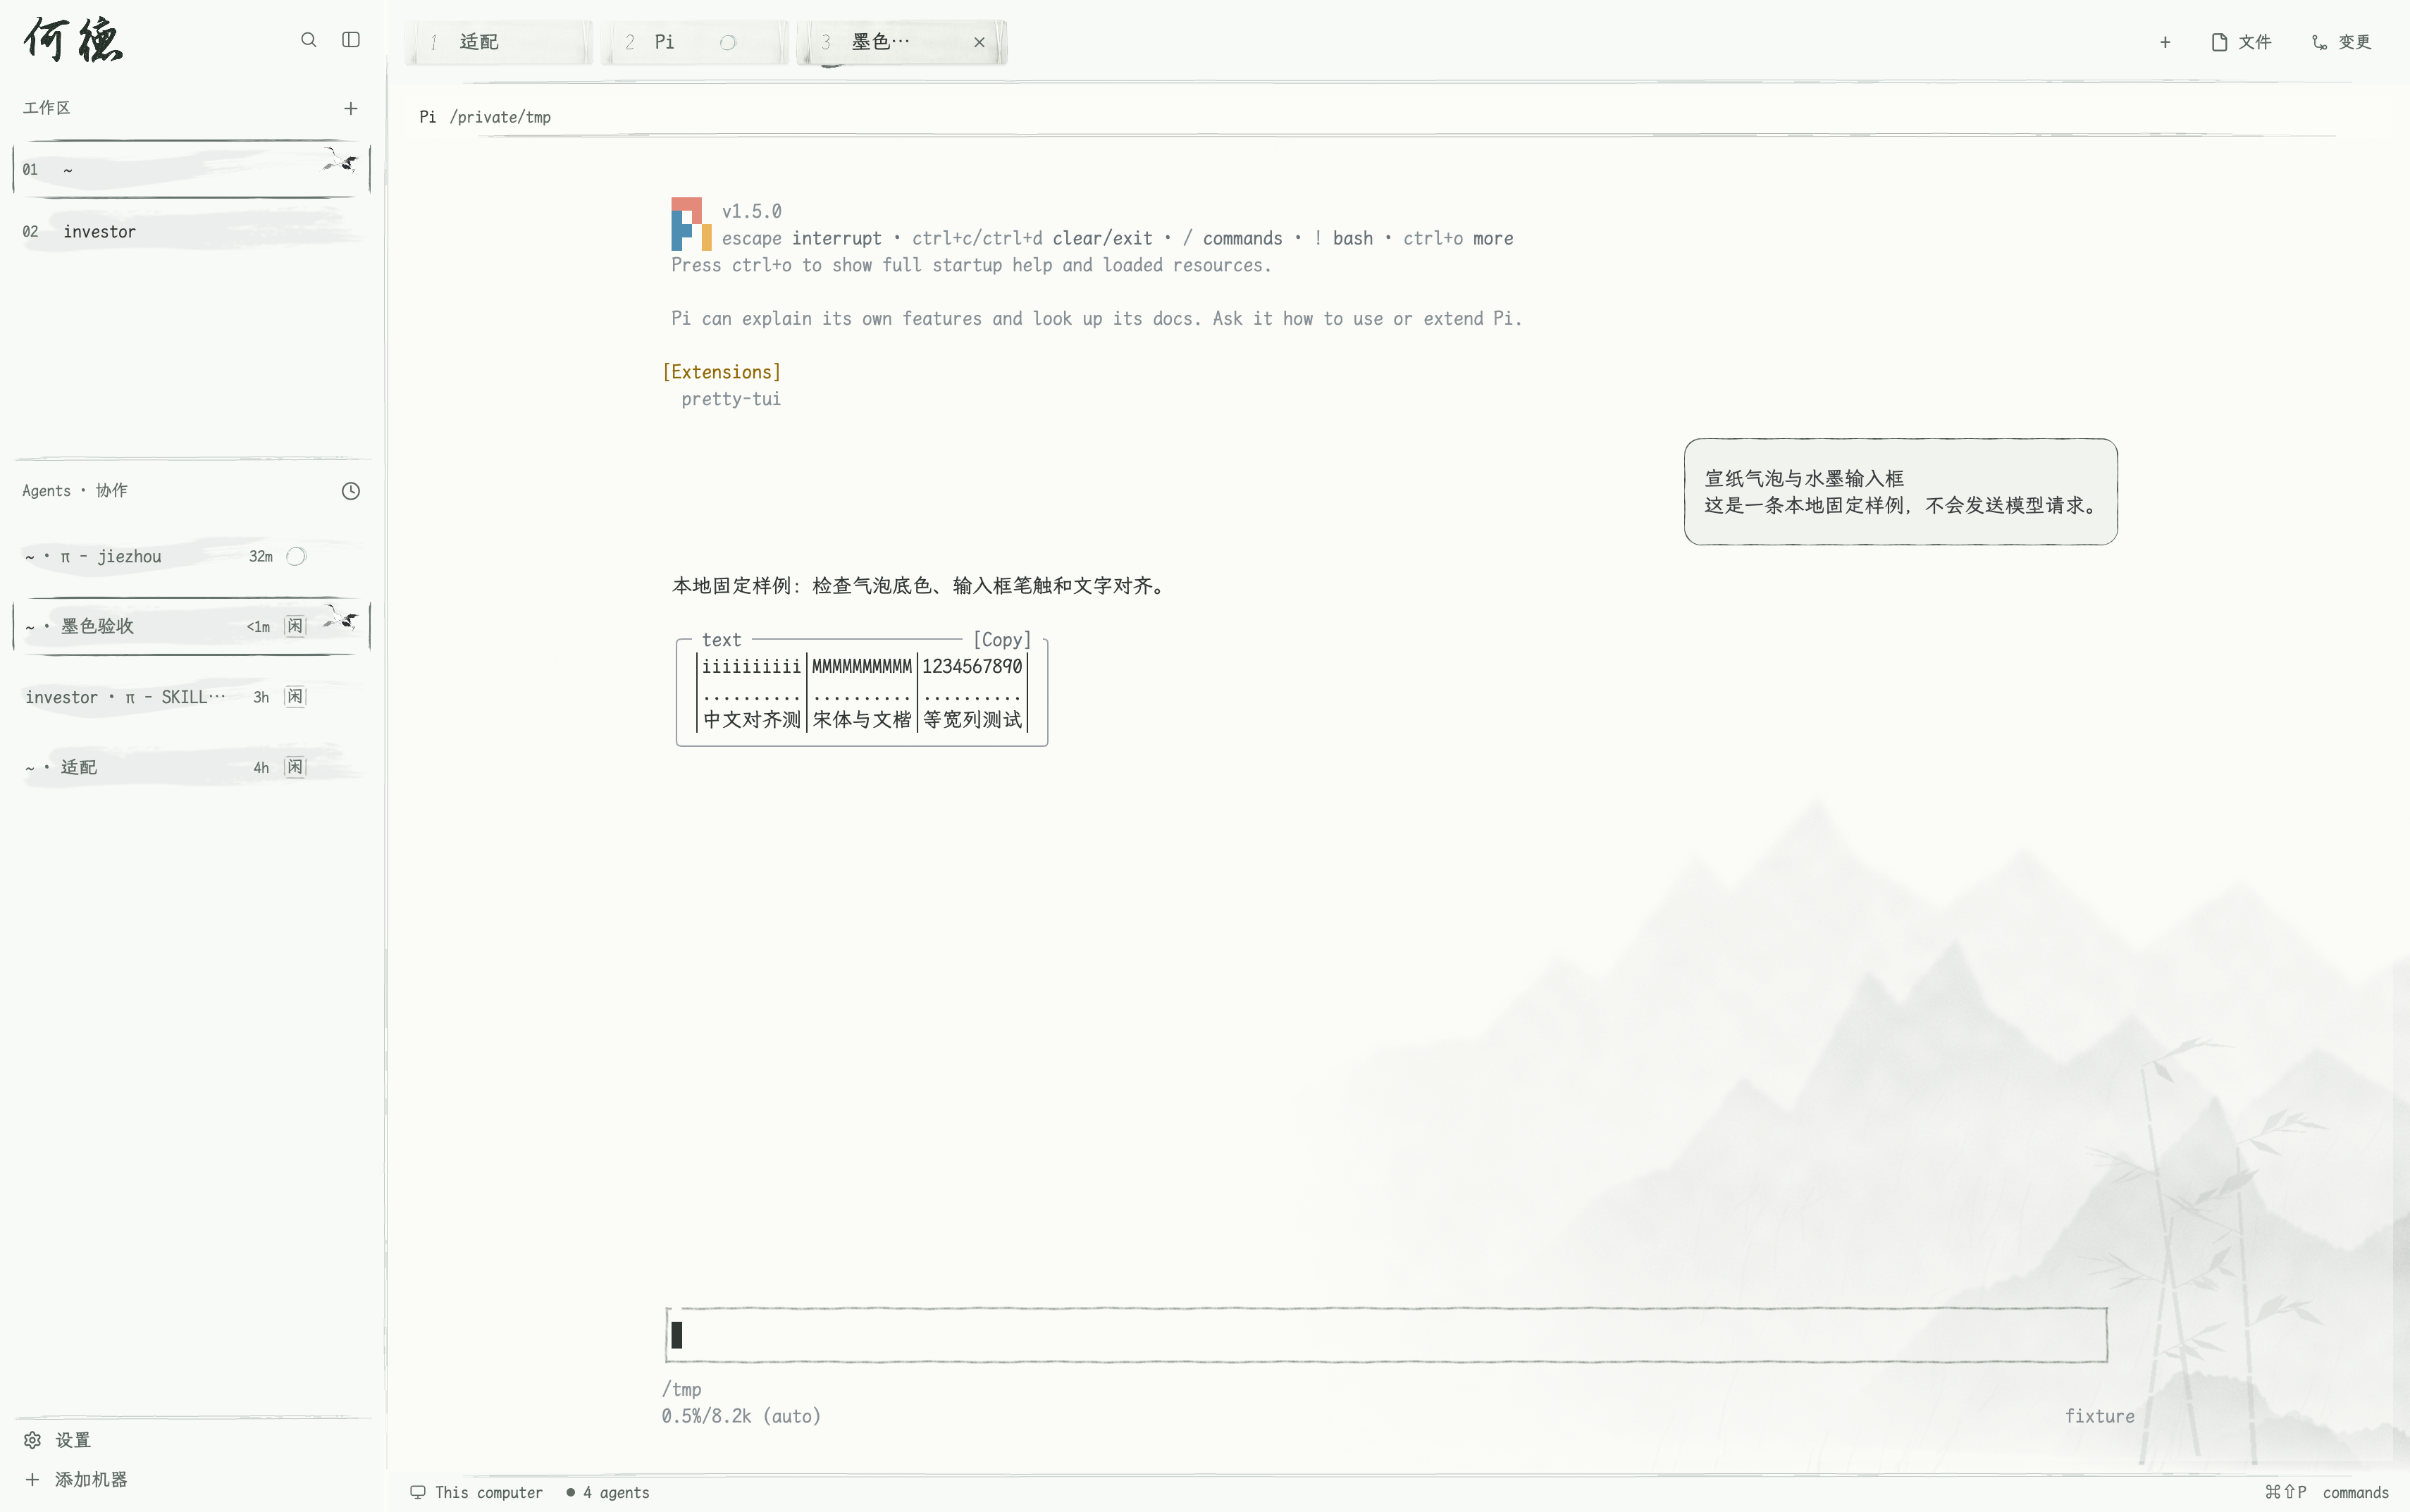 何德
工作区
01 ~
02 investor
Agents · 协作
~ · π - jiezhou 32m
~ · 墨色验收 <1m 闲
investor · π - SKILL… 3h 闲
~ · 适配 4h 闲
设置
+ 添加机器
1 适配
2 Pi
3 墨色… ×
+ 文件 变更
Pi /private/tmp
v1.5.0
escape interrupt · ctrl+c/ctrl+d clear/exit · / commands · ! bash · ctrl+o more
Press ctrl+o to show full startup help and loaded resources.
Pi can explain its own features and look up its docs. Ask it how to use or extend Pi.
[Extensions]
pretty-tui
宣纸气泡与水墨输入框
这是一条本地固定样例，不会发送模型请求。
本地固定样例：检查气泡底色、输入框笔触和文字对齐。
text [Copy]
|iiiiiiiiii|MMMMMMMMMM|1234567890|
|..........|..........|..........|
|中文对齐测|宋体与文楷|等宽列测试|
/tmp
0.5%/8.2k (auto) fixture
This computer ● 4 agents ⌘⇧P commands